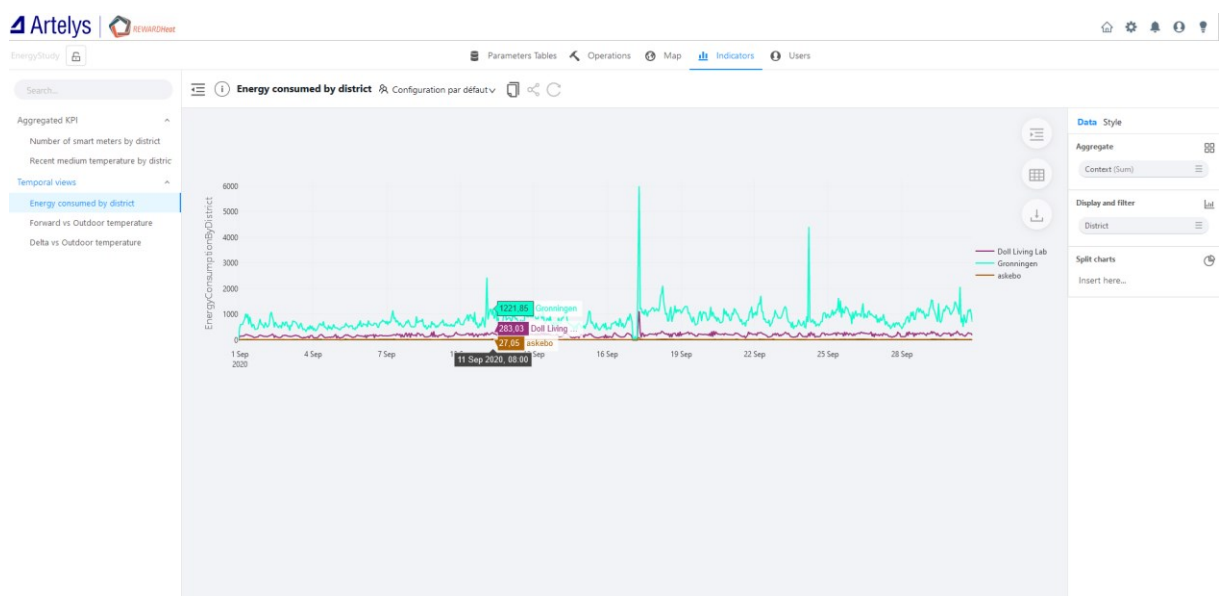 Artelys REWARDHeat
EnergyStudy
Parameters Tables Operations Map Indicators Users
Search...
Energy consumed by district Configuration par défaut
Aggregated KPI
Number of smart meters by district
Recent medium temperature by distric
Temporal views
Energy consumed by district
Forward vs Outdoor temperature
Delta vs Outdoor temperature
EnergyConsumptionByDistrict
6000
5000
4000
3000
2000
1000
0
1221,85 Gronningen
283,03 Doll Living ...
27,05 askebo
11 Sep 2020, 08:00
1 Sep
2020
4 Sep
7 Sep
16 Sep
19 Sep
22 Sep
25 Sep
28 Sep
Doll Living Lab
Gronningen
askebo
Data Style
Aggregate
Context (Sum)
Display and filter
District
Split charts
Insert here...